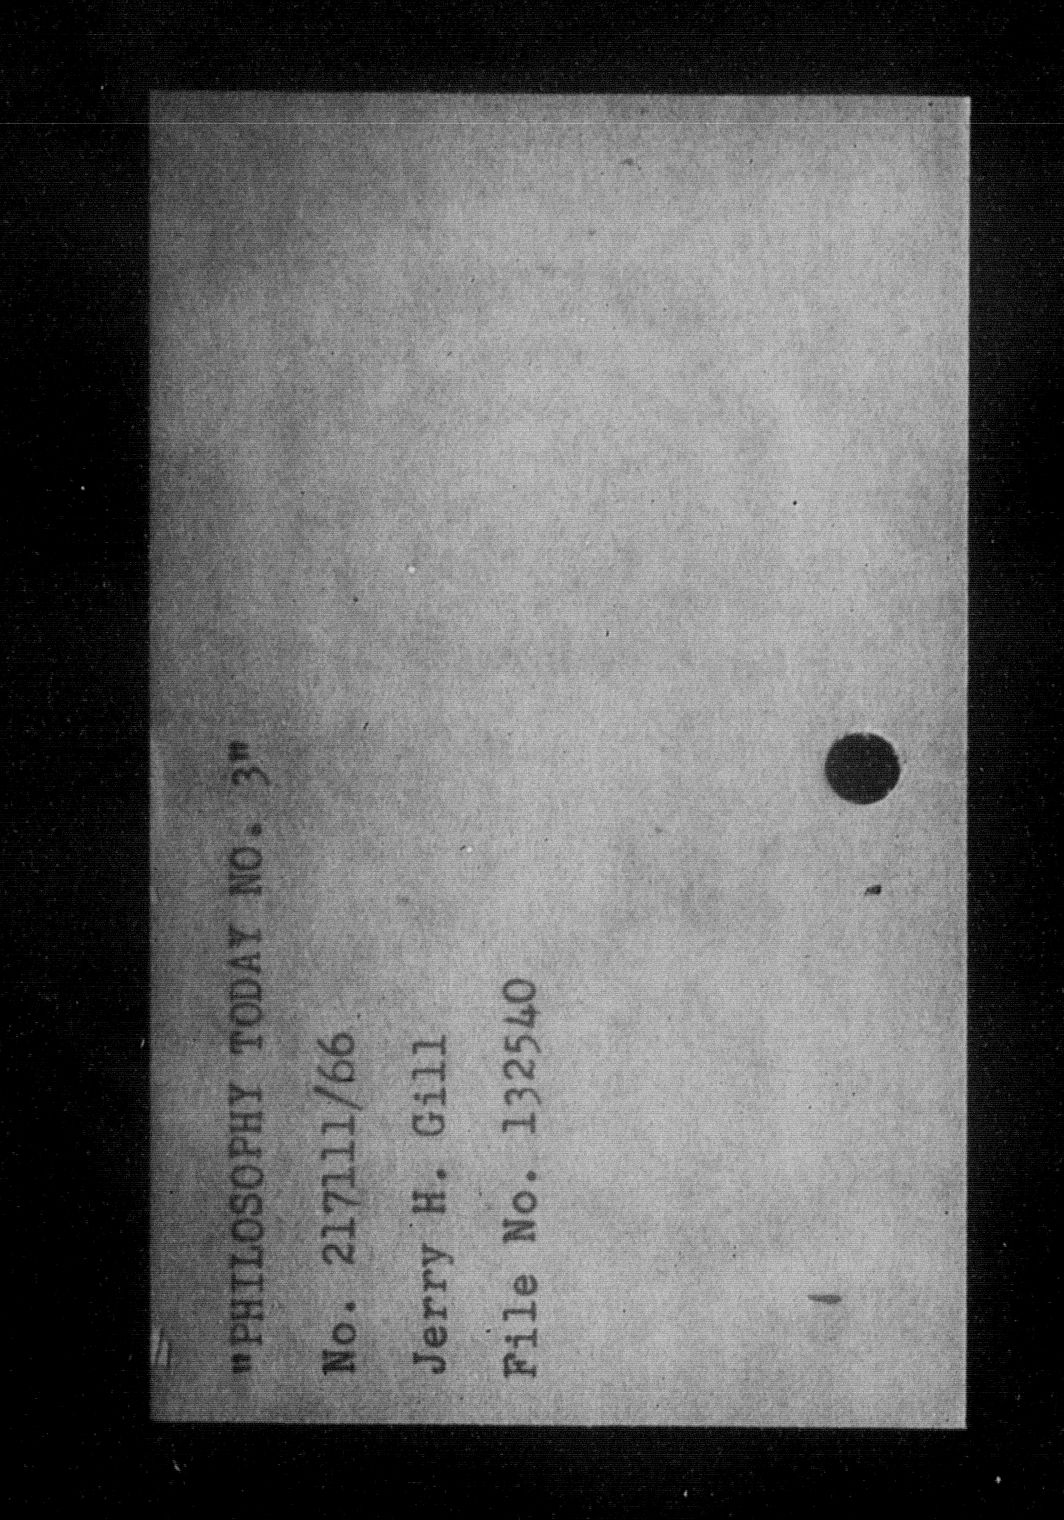 "PHILOSOPHY TODAY NO. 3"
No. 217111/66
Jerry H. Gill
File No. 132540